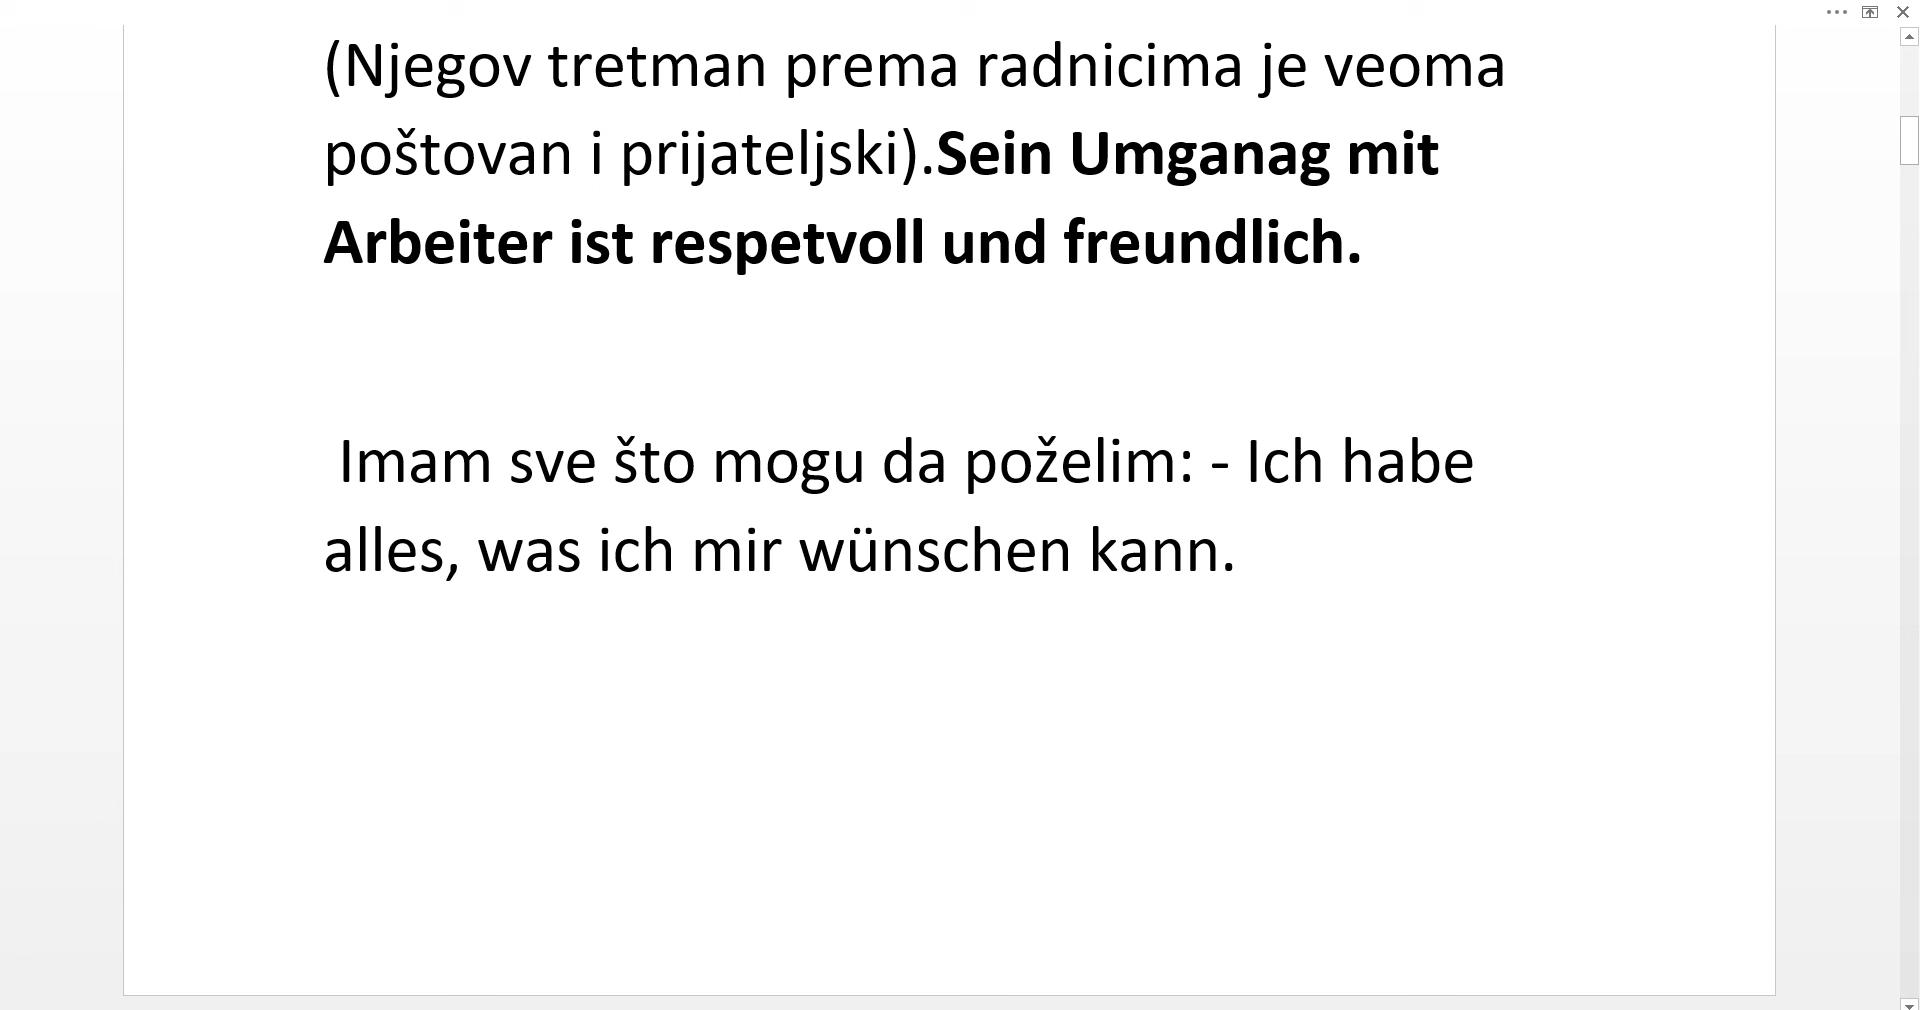 (Njegov tretman prema radnicima je veoma
poštovan i prijateljski).Sein Umganag mit
Arbeiter ist respetvoll und freundlich.
Imam sve što mogu da poželim: - Ich habe
alles, was ich mir wünschen kann.